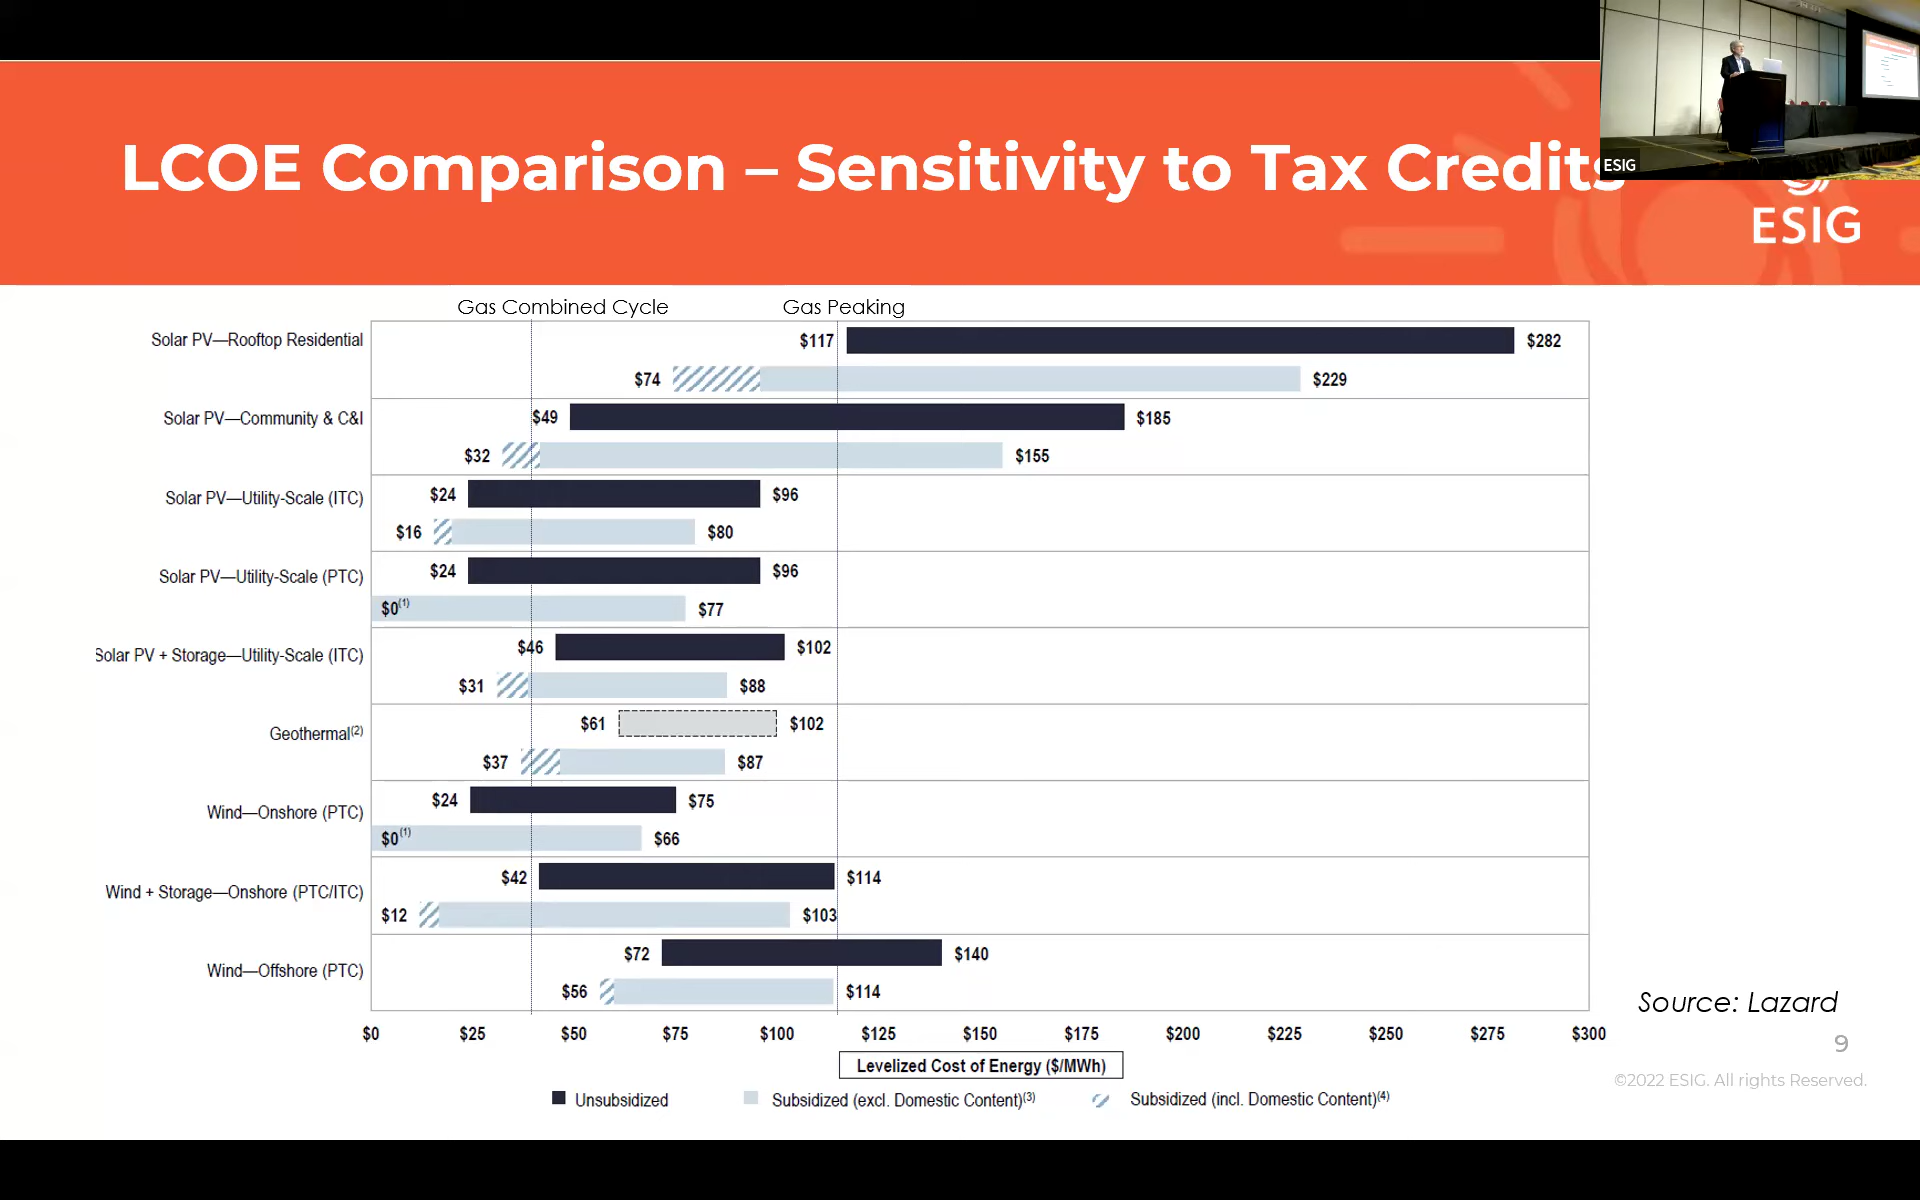 LCOE Comparison – Sensitivity to Tax Credits
ESIG
ESIG
Gas Combined Cycle
Gas Peaking
Solar PV—Rooftop Residential
$117
$282
$74
$229
Solar PV—Community & C&I
$49
$185
$32
$155
Solar PV—Utility-Scale (ITC)
$24
$96
$16
$80
Solar PV—Utility-Scale (PTC)
$24
$96
$0(1)
$77
Solar PV + Storage—Utility-Scale (ITC)
$46
$102
$31
$88
Geothermal(2)
$61
$102
$37
$87
Wind—Onshore (PTC)
$24
$75
$0(1)
$66
Wind + Storage—Onshore (PTC/ITC)
$42
$114
$12
$103
Wind—Offshore (PTC)
$72
$140
$56
$114
$0 $25 $50 $75 $100 $125 $150 $175 $200 $225 $250 $275 $300
Levelized Cost of Energy ($/MWh)
Unsubsidized
Subsidized (excl. Domestic Content)(3)
Subsidized (incl. Domestic Content)(4)
Source: Lazard
9
©2022 ESIG. All rights Reserved.